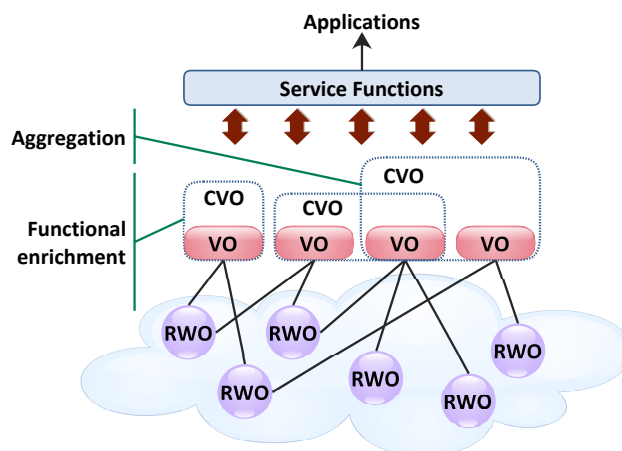 Applications
Service Functions
Aggregation
CVO
CVO
CVO
Functional
enrichment
VO
VO
VO
VO
RWO
RWO
RWO
RWO
RWO
RWO